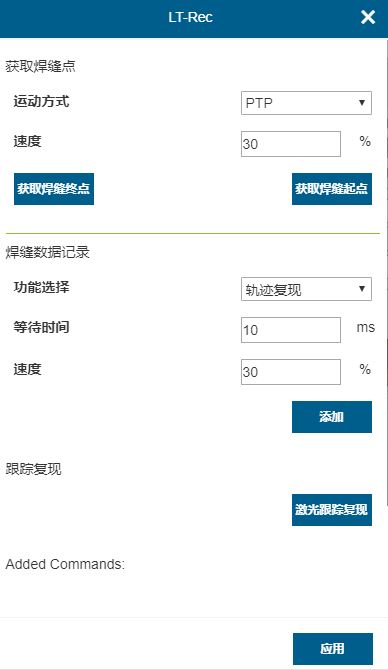 LT-Rec ×
获取焊缝点
运动方式 PTP
速度 30 %
获取焊缝终点 获取焊缝起点
焊缝数据记录
功能选择 轨迹复现
等待时间 10 ms
速度 30 %
添加
跟踪复现
激光跟踪复现
Added Commands:
应用